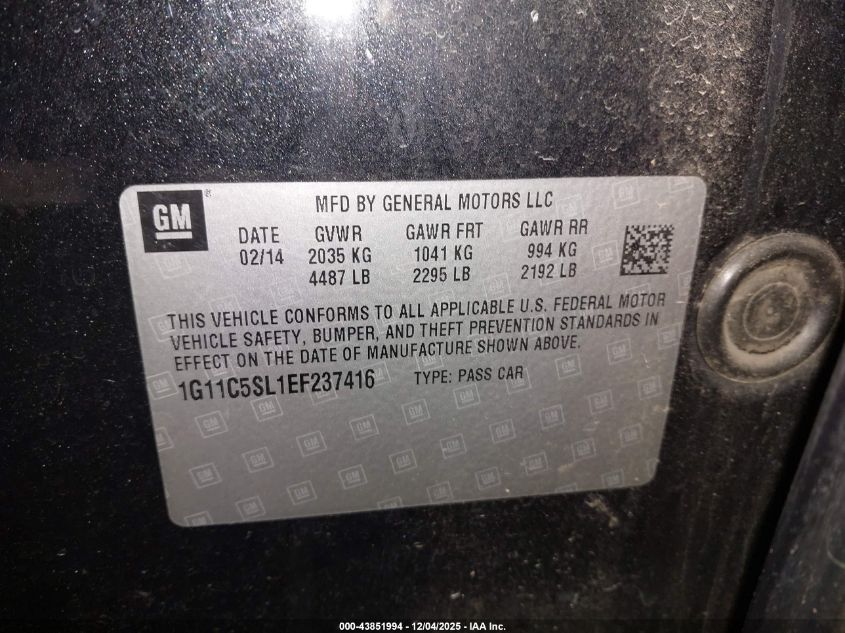 GM ® MFD BY GENERAL MOTORS LLC
DATE GVWR GAWR FRT GAWR RR
02/14 2035 KG 1041 KG 994 KG
4487 LB 2295 LB 2192 LB
THIS VEHICLE CONFORMS TO ALL APPLICABLE U.S. FEDERAL MOTOR
VEHICLE SAFETY, BUMPER, AND THEFT PREVENTION STANDARDS IN
EFFECT ON THE DATE OF MANUFACTURE SHOWN ABOVE.
1G11C5SL1EF237416 TYPE: PASS CAR
000-43851994 - 12/04/2025 - IAA Inc.